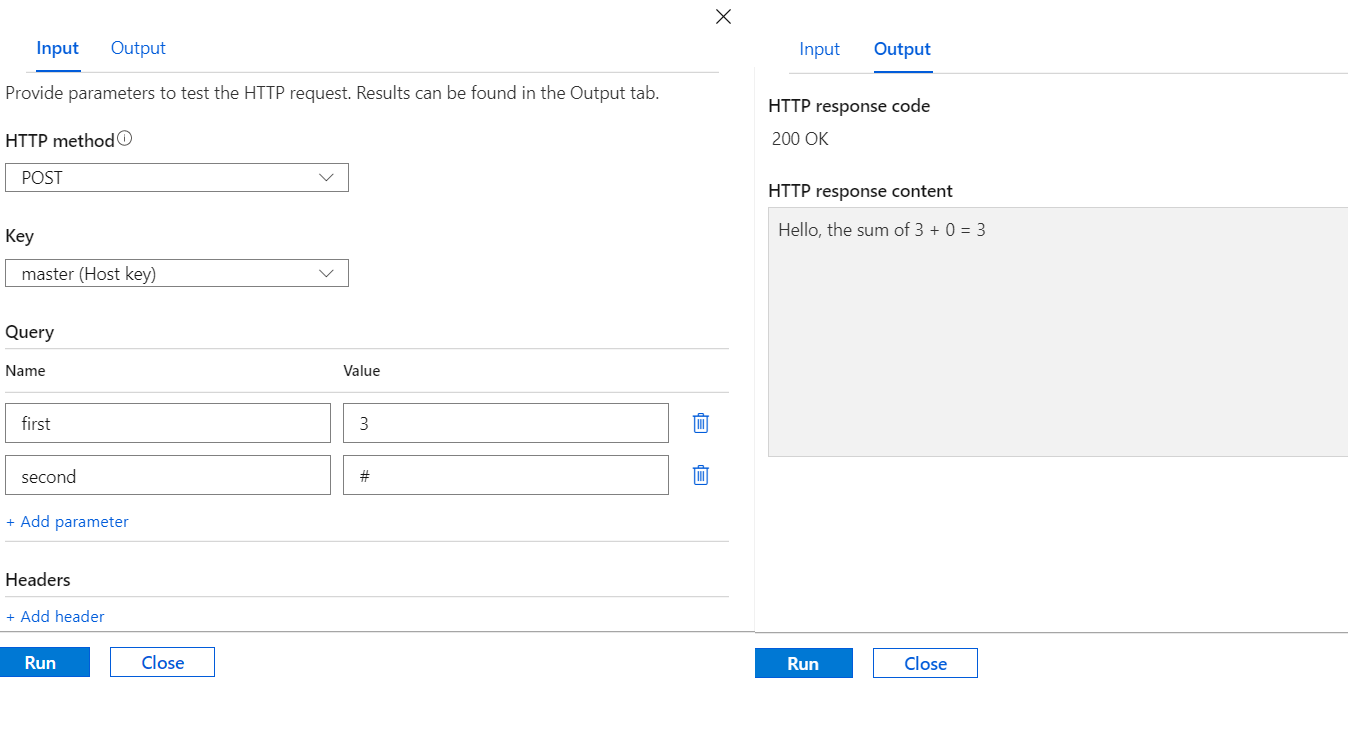 Input Output
Provide parameters to test the HTTP request. Results can be found in the Output tab.
HTTP method
POST
Key
master (Host key)
Query
Name Value
first 3
second #
+ Add parameter
Headers
+ Add header
Run Close
Input Output
HTTP response code
200 OK
HTTP response content
Hello, the sum of 3 + 0 = 3
Run Close